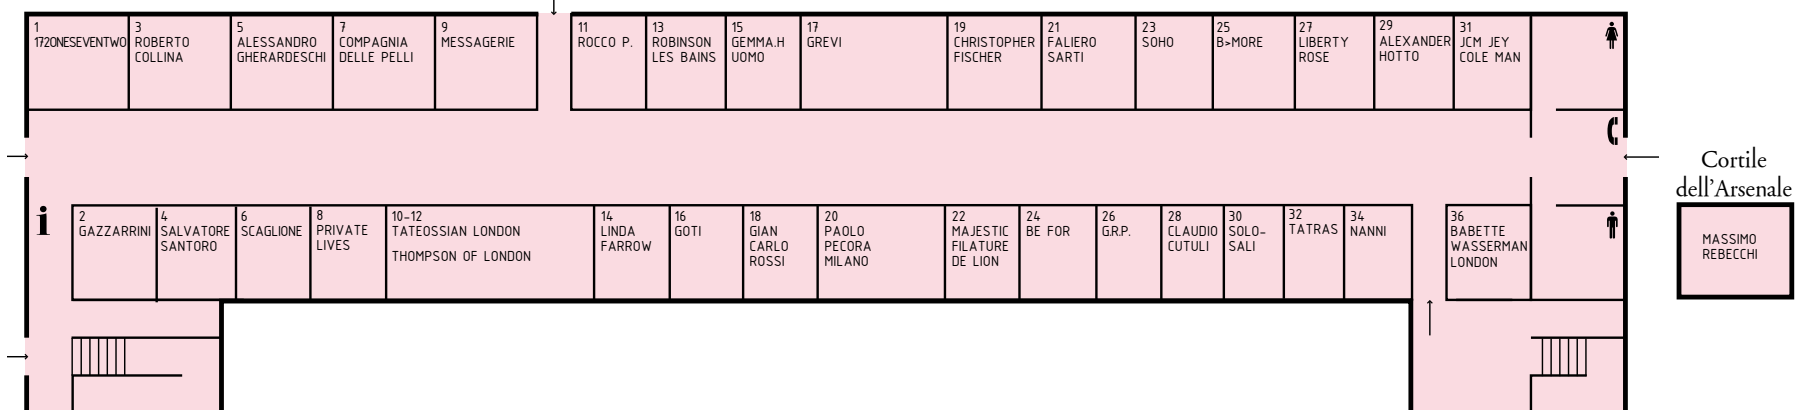 1
1720NESEVENTWO
3
ROBERTO
COLLINA
5
ALESSANDRO
GHERARDESCHI
7
COMPAGNIA
DELLE PELLI
9
MESSAGERIE
11
ROCCO P.
13
ROBINSON
LES BAINS
15
GEMMA.H
UOMO
17
GREVI
19
CHRISTOPHER
FISCHER
21
FALIERO
SARTI
23
SOHO
25
B>MORE
27
LIBERTY
ROSE
29
ALEXANDER
HOTTO
31
JCM JEY
COLE MAN
Cortile
dell'Arsenale
MASSIMO
REBECCHI
i
2
GAZZARRINI
4
SALVATORE
SANTORO
6
SCAGLIONE
8
PRIVATE
LIVES
10-12
TATEOSSIAN LONDON
THOMPSON OF LONDON
14
LINDA
FARROW
16
GOTI
18
GIAN
CARLO
ROSSI
20
PAOLO
PECORA
MILANO
22
MAJESTIC
FILATURE
DE LION
24
BE FOR
26
G.R.P.
28
CLAUDIO
CUTULI
30
SOLO-
SALI
32
TATRAS
34
NANNI
36
BABETTE
WASSERMAN
LONDON